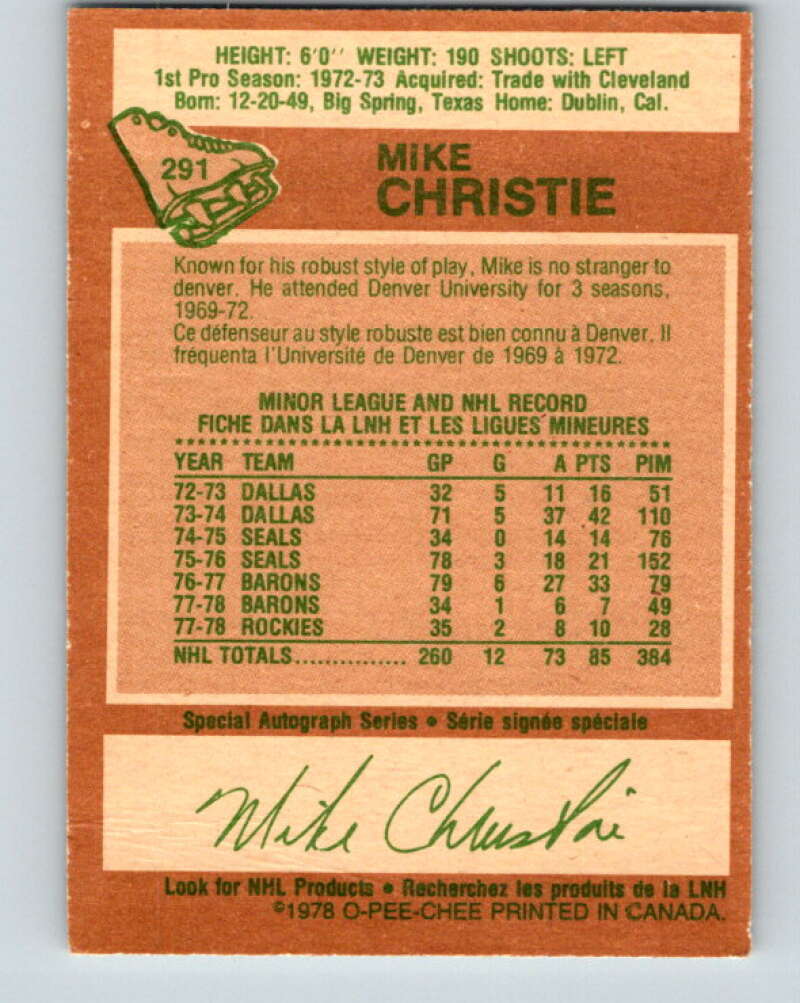 HEIGHT: 6'0'' WEIGHT: 190 SHOOTS: LEFT
1st Pro Season: 1972-73 Acquired: Trade with Cleveland
Born: 12-20-49, Big Spring, Texas Home: Dublin, Cal.
291
MIKE
CHRISTIE
Known for his robust style of play, Mike is no stranger to
denver. He attended Denver University for 3 seasons,
1969-72.
Ce défenseur au style robuste est bien connu à Denver. Il
fréquenta l'Université de Denver de 1969 à 1972.
MINOR LEAGUE AND NHL RECORD
FICHE DANS LA LNH ET LES LIGUES MINEURES
YEAR TEAM GP G A PTS PIM
72-73 DALLAS 32 5 11 16 51
73-74 DALLAS 71 5 37 42 110
74-75 SEALS 34 0 14 14 76
75-76 SEALS 78 3 18 21 152
76-77 BARONS 79 6 27 33 79
77-78 BARONS 34 1 6 7 49
77-78 ROCKIES 35 2 8 10 28
NHL TOTALS............... 260 12 73 85 384
Special Autograph Series • Série signée spéciale
Mike Christie
Look for NHL Products • Recherchez les produits de la LNH
©1978 O-PEE-CHEE PRINTED IN CANADA.